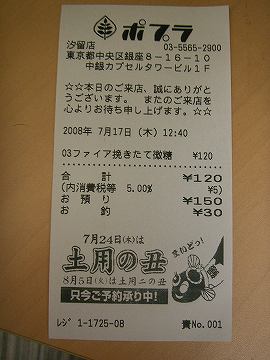 ポプラ
汐留店 03-5565-2900
東京都中央区銀座8-16-10
中銀カプセルタワービル1F
☆☆本日のご来店、誠にありがと
うございます。 またのご来店を
心よりお待ち申し上げます。☆☆
2008年 7月17日(木) 12:40
03ファイア挽きたて微糖 ¥120
合 計 ¥120
(内消費税等 5.00% ¥5)
お 預 り ¥150
お 釣 ¥30
7月24日(木)は
土用の丑
8月5日(火)は土用二の丑
只今ご予約承り中!
まいどっ!
レジ 1-1725-08 責No.001